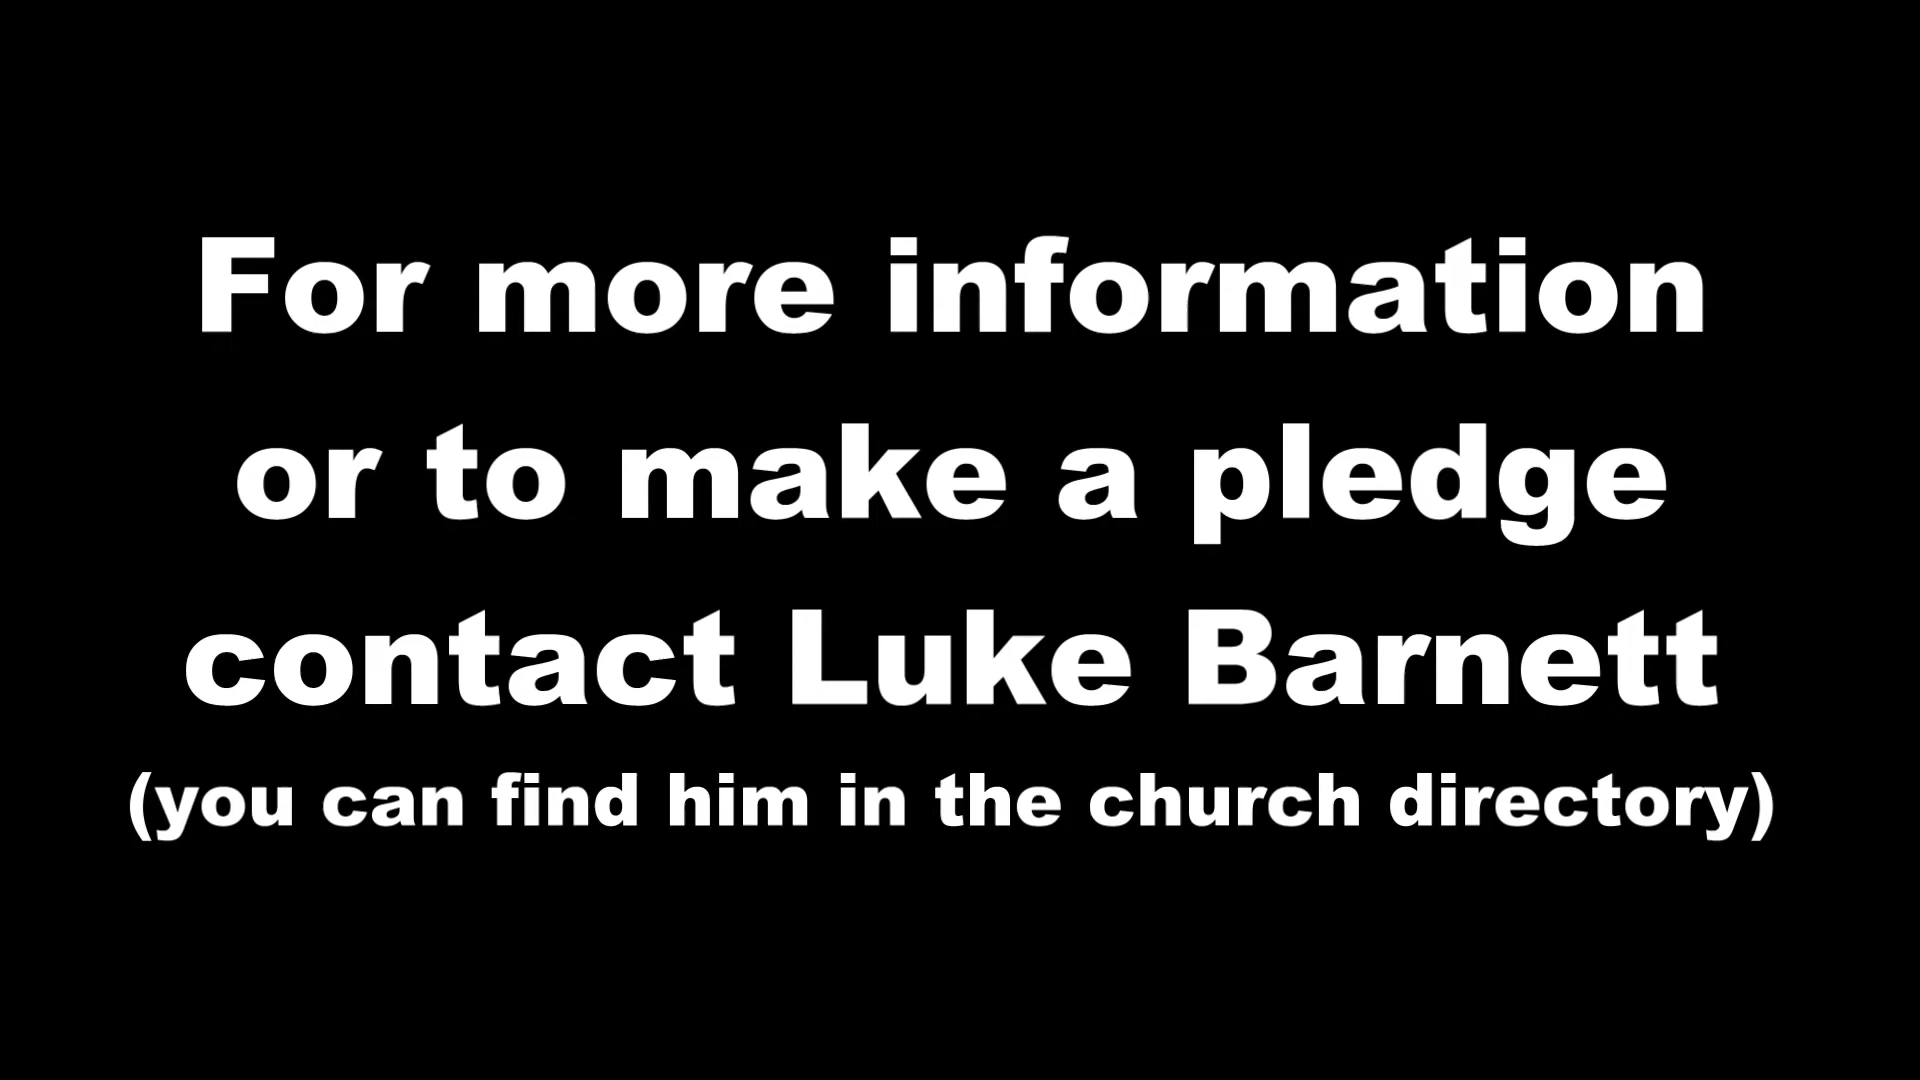 For more information
or to make a pledge
contact Luke Barnett
(you can find him in the church directory)